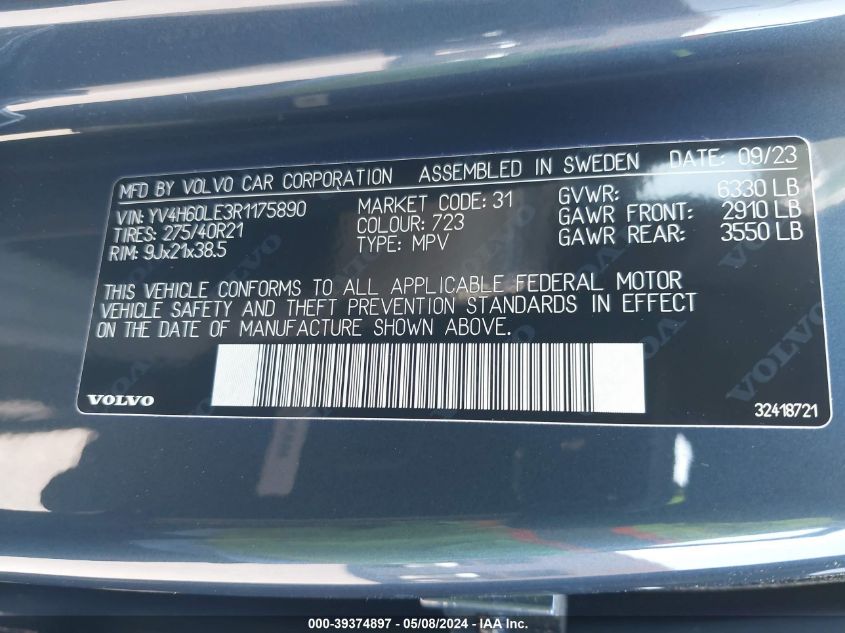 MFD BY VOLVO CAR CORPORATION ASSEMBLED IN SWEDEN DATE: 09/23
VIN: YV4H60LE3R1175890 MARKET CODE: 31 GVWR: 6330 LB
TIRES: 275/40R21 COLOUR: 723 GAWR FRONT: 2910 LB
RIM: 9Jx21x38.5 TYPE: MPV GAWR REAR: 3550 LB
THIS VEHICLE CONFORMS TO ALL APPLICABLE FEDERAL MOTOR
VEHICLE SAFETY AND THEFT PREVENTION STANDARDS IN EFFECT
ON THE DATE OF MANUFACTURE SHOWN ABOVE.
VOLVO
VOLVO
32418721
000-39374897 - 05/08/2024 - IAA Inc.